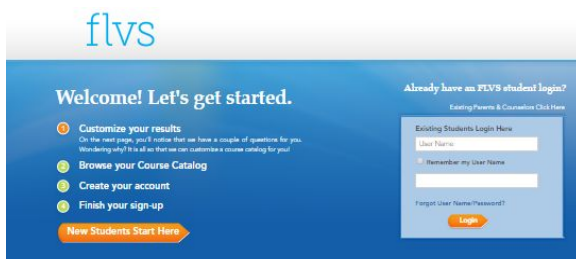 flvs
Welcome! Let's get started.
1 Customize your results
On the next page, you'll notice that we have a couple of questions for you.
Wondering why? It is all so that we can customize a course catalog for you!
2 Browse your Course Catalog
3 Create your account
4 Finish your sign-up
New Students Start Here
Already have an FLVS student login?
Existing Parents & Counselors Click Here
Existing Students Login Here
User Name
Remember my User Name
Forgot User Name/Password?
Login